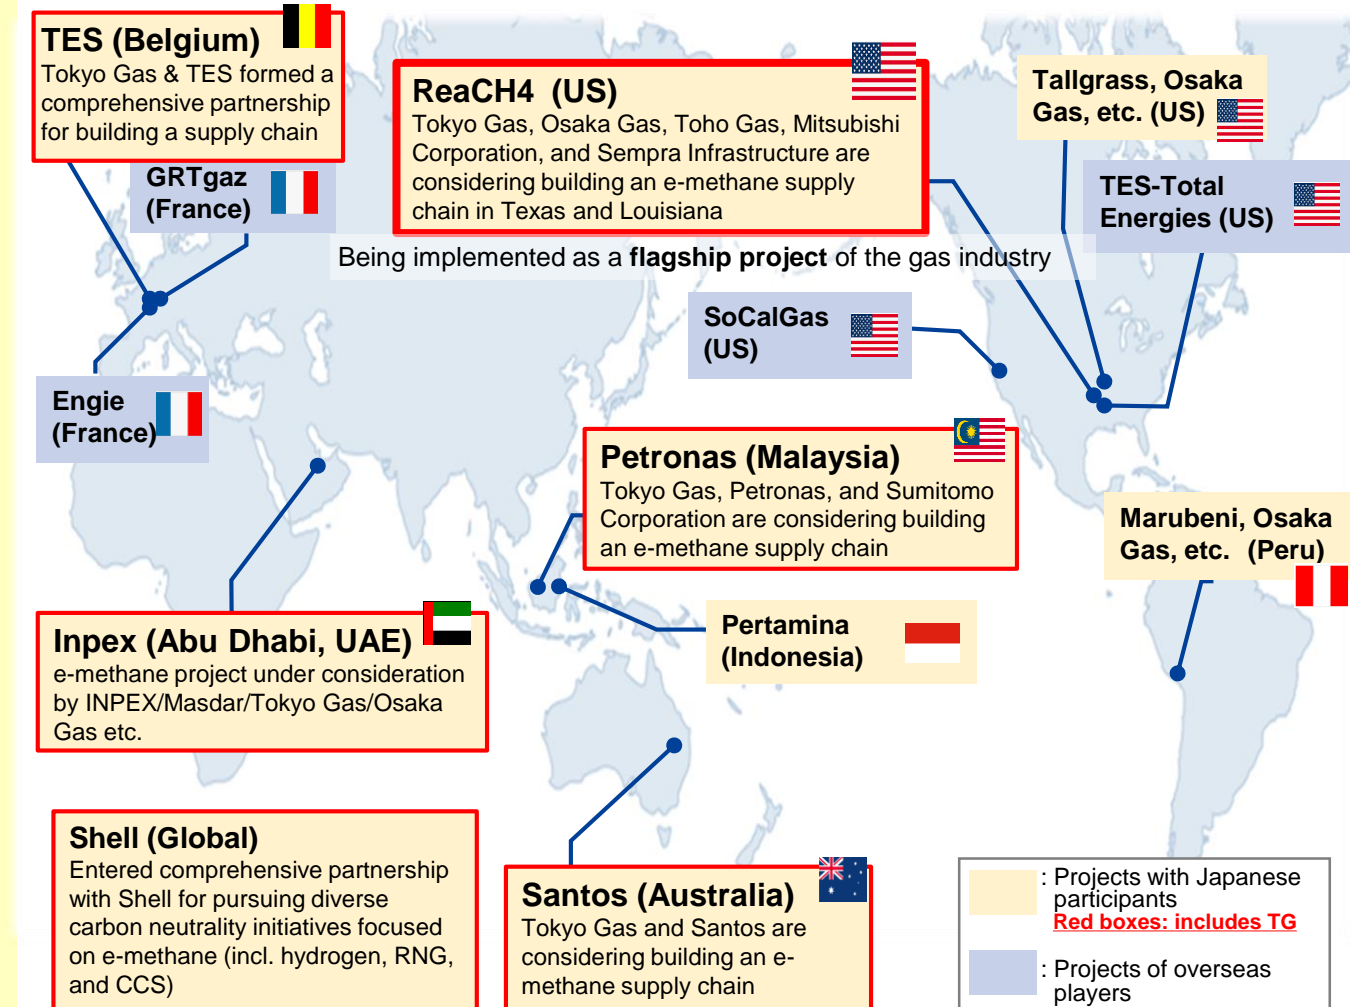 TES (Belgium)
Tokyo Gas & TES formed a
comprehensive partnership
for building a supply chain
GRTgaz
(France)
Engie
(France)
ReaCH4 (US)
Tokyo Gas, Osaka Gas, Toho Gas, Mitsubishi
Corporation, and Sempra Infrastructure are
considering building an e-methane supply
chain in Texas and Louisiana
Being implemented as a flagship project of the gas industry
Tallgrass, Osaka
Gas, etc. (US)
TES-Total
Energies (US)
SoCalGas
(US)
Petronas (Malaysia)
Tokyo Gas, Petronas, and Sumitomo
Corporation are considering building
an e-methane supply chain
Marubeni, Osaka
Gas, etc. (Peru)
Pertamina
(Indonesia)
Inpex (Abu Dhabi, UAE)
e-methane project under consideration
by INPEX/Masdar/Tokyo Gas/Osaka
Gas etc.
Shell (Global)
Entered comprehensive partnership
with Shell for pursuing diverse
carbon neutrality initiatives focused
on e-methane (incl. hydrogen, RNG,
and CCS)
Santos (Australia)
Tokyo Gas and Santos are
considering building an e-
methane supply chain
: Projects with Japanese
participants
Red boxes: includes TG
: Projects of overseas
players